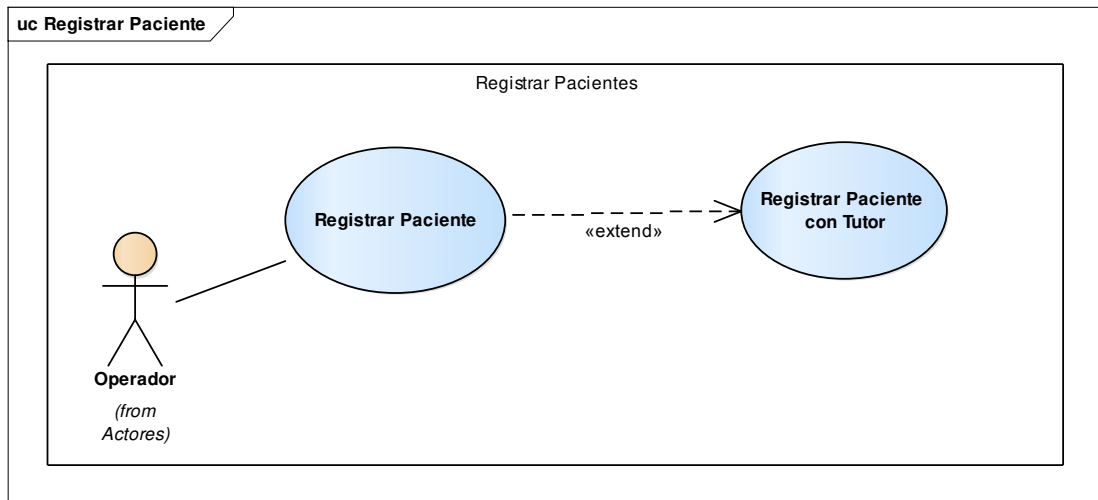 uc Registrar Paciente
Registrar Pacientes
Registrar Paciente
«extend»
Registrar Paciente
con Tutor
Operador
(from
Actores)